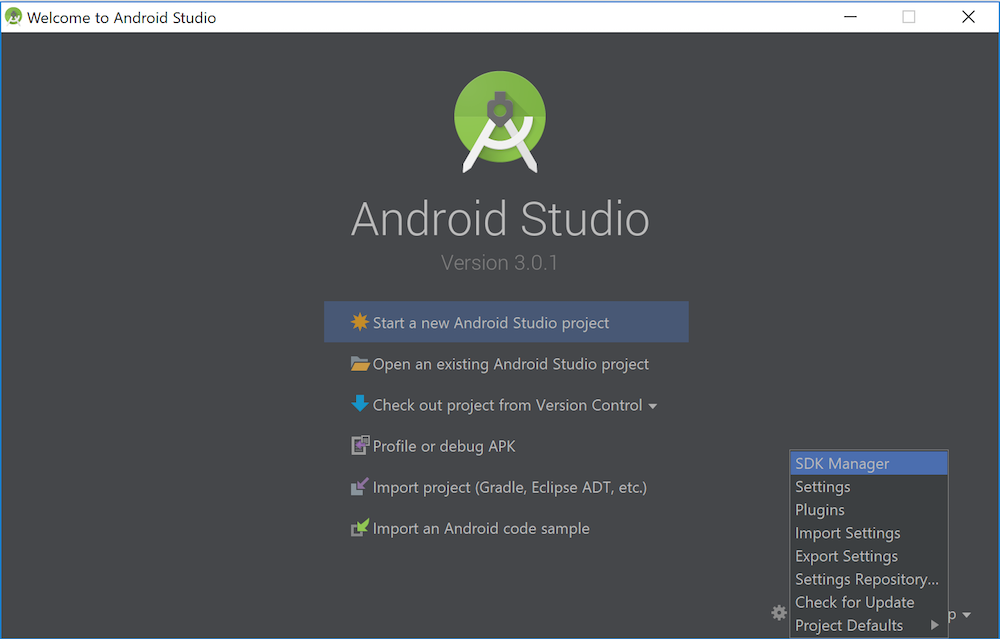 Welcome to Android Studio
Android Studio
Version 3.0.1
Start a new Android Studio project
Open an existing Android Studio project
Check out project from Version Control
Profile or debug APK
Import project (Gradle, Eclipse ADT, etc.)
Import an Android code sample
SDK Manager
Settings
Plugins
Import Settings
Export Settings
Settings Repository...
Check for Update
Project Defaults
p